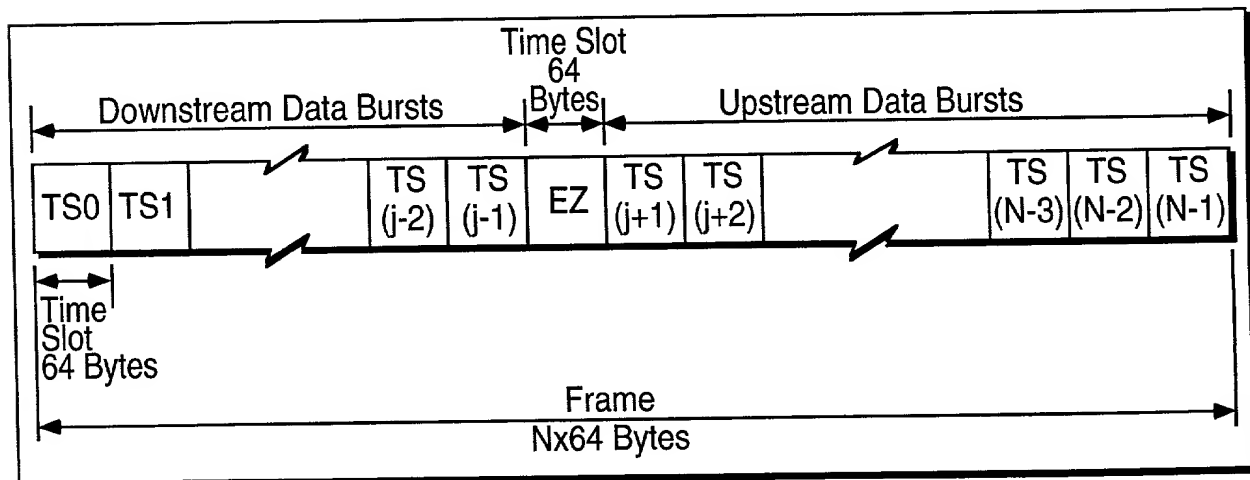 Time Slot
64
Bytes
Downstream Data Bursts
Upstream Data Bursts
TS0
TS1
TS
(j-2)
TS
(j-1)
EZ
TS
(j+1)
TS
(j+2)
TS
(N-3)
TS
(N-2)
TS
(N-1)
Time
Slot
64 Bytes
Frame
Nx64 Bytes